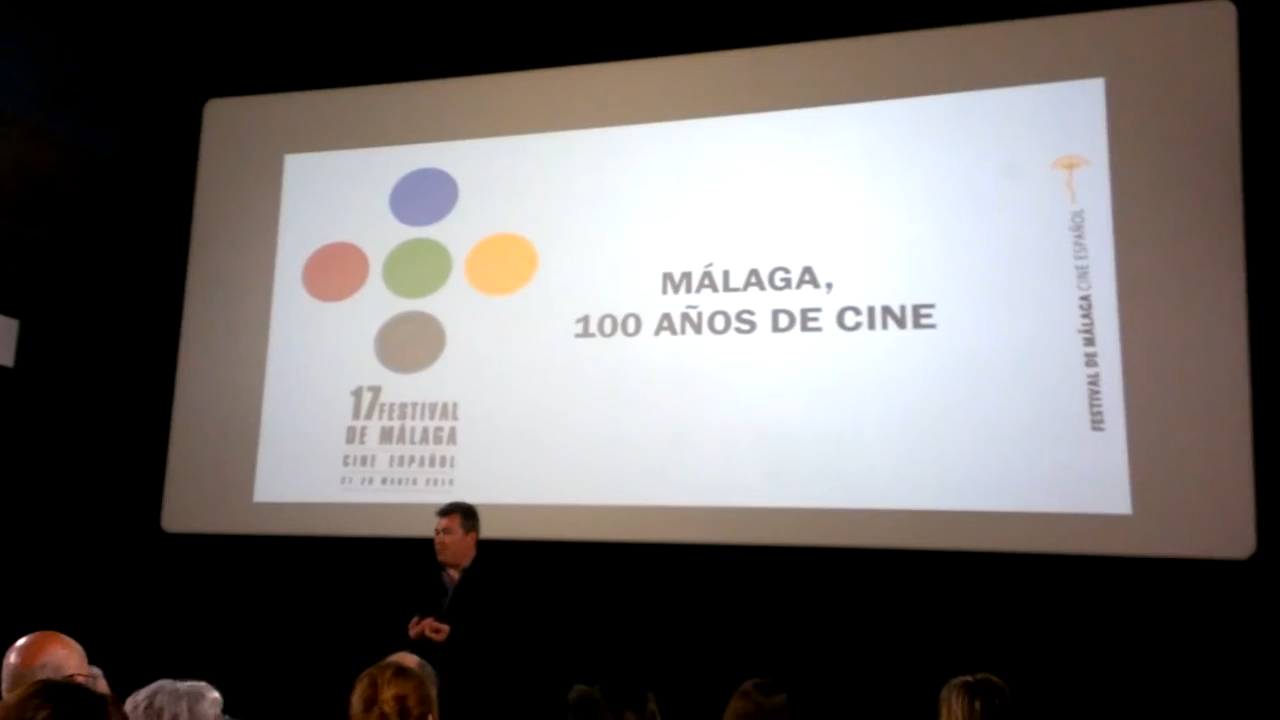 MÁLAGA,
100 AÑOS DE CINE
17 FESTIVAL
DE MÁLAGA
CINE ESPAÑOL
FESTIVAL DE MÁLAGA CINE ESPAÑOL